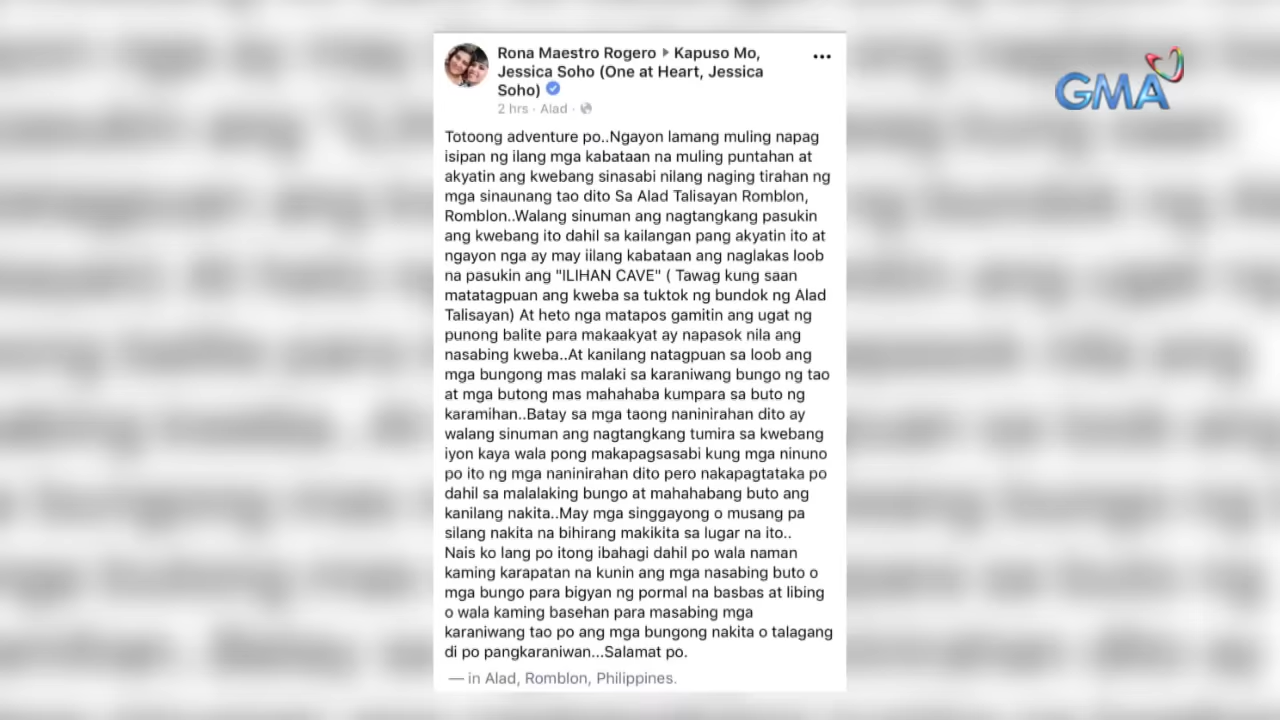 Rona Maestro Rogero ▸ Kapuso Mo,
Jessica Soho (One at Heart, Jessica
Soho)
2 hrs · Alad ·
Totoong adventure po..Ngayon lamang muling napag
isipan ng ilang mga kabataan na muling puntahan at
akyatin ang kwebang sinasabi nilang naging tirahan ng
mga sinaunang tao dito Sa Alad Talisayan Romblon,
Romblon..Walang sinuman ang nagtangkang pasukin
ang kwebang ito dahil sa kailangan pang akyatin ito at
ngayon nga ay may iilang kabataan ang naglakas loob
na pasukin ang "ILIHAN CAVE" ( Tawag kung saan
matatagpuan ang kweba sa tuktok ng bundok ng Alad
Talisayan) At heto nga matapos gamitin ang ugat ng
punong balite para makaakyat ay napasok nila ang
nasabing kweba..At kanilang natagpuan sa loob ang
mga bungong mas malaki sa karaniwang bungo ng tao
at mga butong mas mahahaba kumpara sa buto ng
karamihan..Batay sa mga taong naninirahan dito ay
walang sinuman ang nagtangkang tumira sa kwebang
iyon kaya wala pong makapagsasabi kung mga ninuno
po ito ng mga naninirahan dito pero nakapagtataka po
dahil sa malalaking bungo at mahahabang buto ang
kanilang nakita..May mga singgayong o musang pa
silang nakita na bihirang makikita sa lugar na ito..
Nais ko lang po itong ibahagi dahil po wala naman
kaming karapatan na kunin ang mga nasabing buto o
mga bungo para bigyan ng pormal na basbas at libing
o wala kaming basehan para masabing mga
karaniwang tao po ang mga bungong nakita o talagang
di po pangkaraniwan...Salamat po.
— in Alad, Romblon, Philippines.
GMA